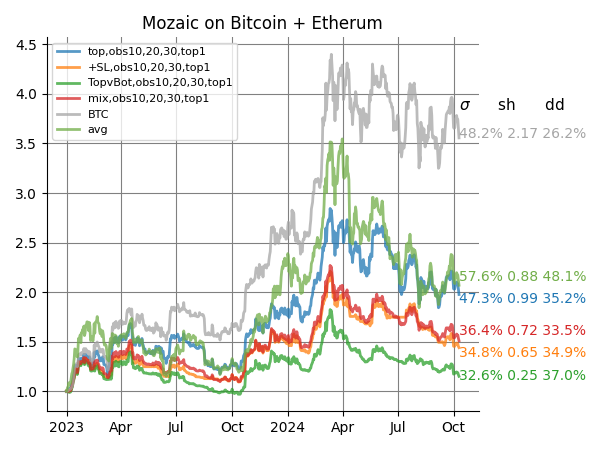 Mozaic on Bitcoin + Etherum
4.5
4.0
3.5
3.0
2.5
2.0
1.5
1.0
top,obs10,20,30,top1
+SL,obs10,20,30,top1
TopvBot,obs10,20,30,top1
mix,obs10,20,30,top1
BTC
avg
σ sh dd
48.2% 2.17 26.2%
57.6% 0.88 48.1%
47.3% 0.99 35.2%
36.4% 0.72 33.5%
34.8% 0.65 34.9%
32.6% 0.25 37.0%
2023 Apr Jul Oct 2024 Apr Jul Oct